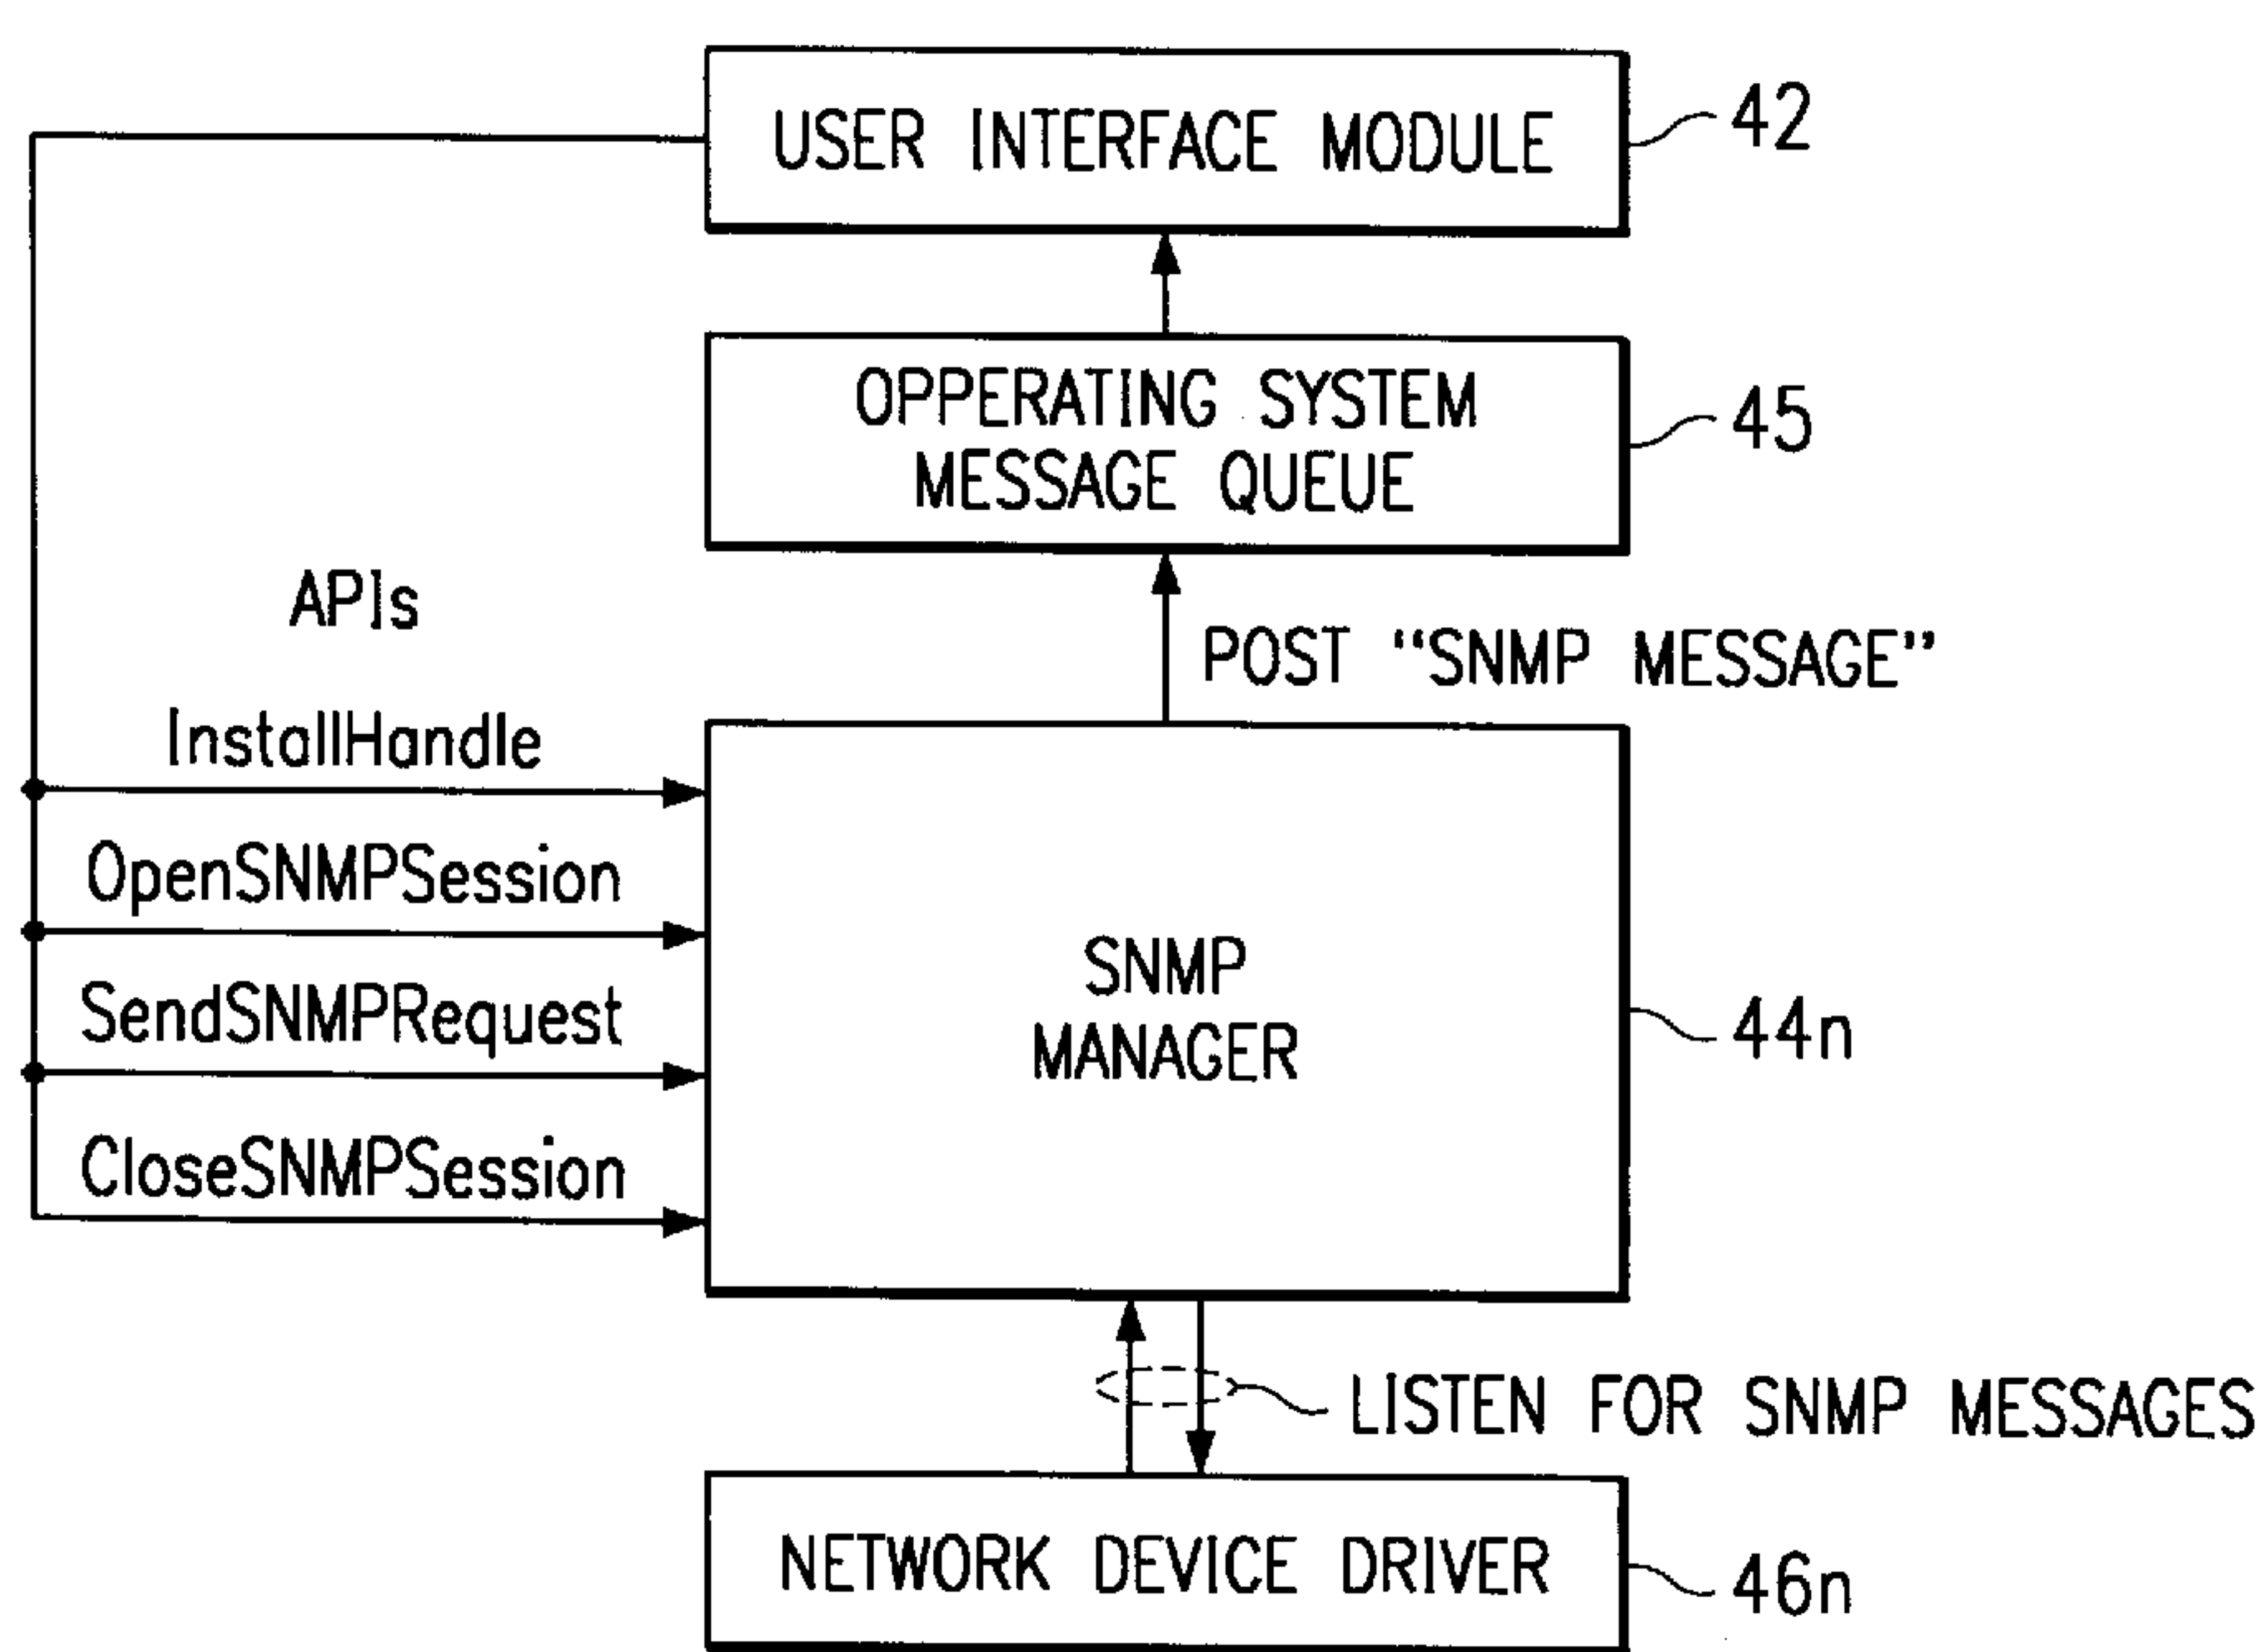 USER INTERFACE MODULE
42
OPPERATING SYSTEM
MESSAGE QUEUE
45
APIs
POST “SNMP MESSAGE”
InstallHandle
OpenSNMPSession
SendSNMPRequest
CloseSNMPSession
SNMP
MANAGER
44n
LISTEN FOR SNMP MESSAGES
NETWORK DEVICE DRIVER
46n